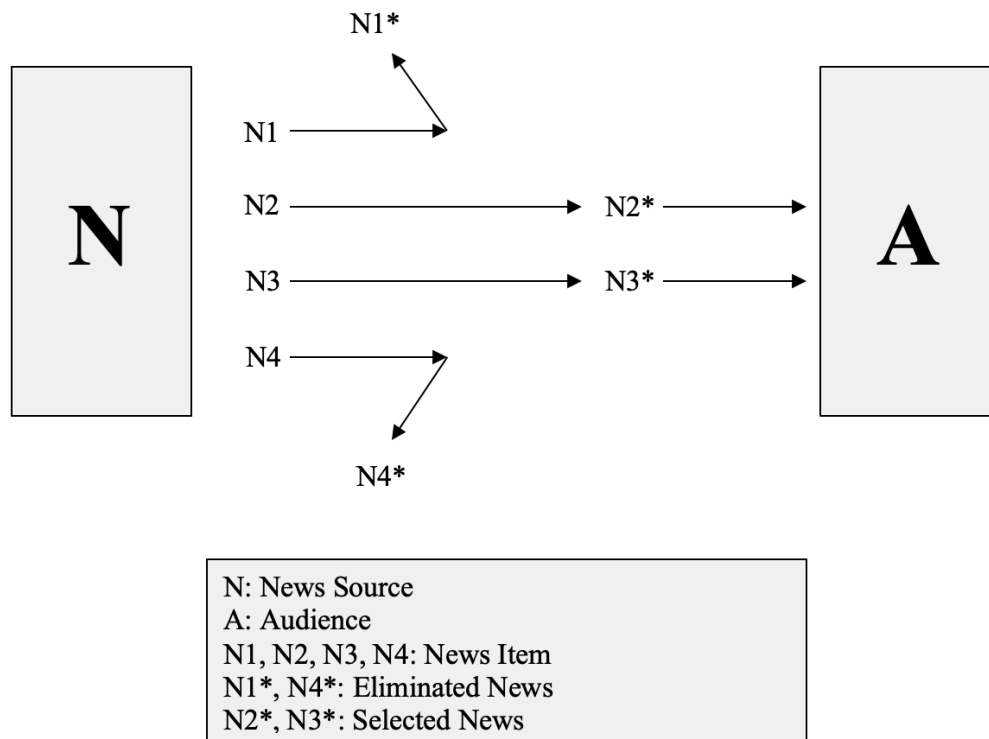 N1*
N1
N2
N2*
N
A
N3
N3*
N4
N4*
N: News Source
A: Audience
N1, N2, N3, N4: News Item
N1*, N4*: Eliminated News
N2*, N3*: Selected News